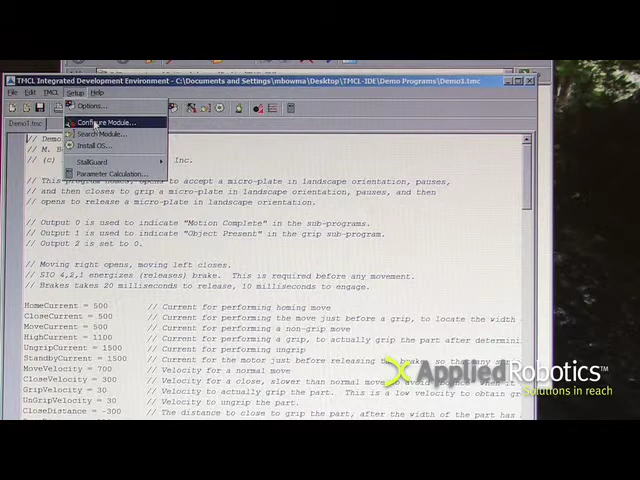 TMCL Integrated Development Environment - C:\Documents and Settings\mbowma\Desktop\TMCL-IDE\Demo Programs\Demo1.tmc
File Edit TMCL Setup Help
Options...
Configure Module...
Search Module...
Install OS...
StallGuard
Parameter Calculation...
Demo1.tmc
// Demo
// M. B
// (c) Inc.
// This program homes, opens to accept a micro-plate in landscape orientation, pauses,
// and then closes to grip a micro-plate in landscape orientation, pauses, and then
// opens to release a micro-plate in landscape orientation.
// Output 0 is used to indicate "Motion Complete" in the sub-programs.
// Output 1 is used to indicate "Object Present" in the grip sub-program.
// Output 2 is set to 0.
// Moving right opens, moving left closes.
// SIO 4,2,1 energizes (releases) brake. This is required before any movement.
// Brakes takes 20 milliseconds to release, 10 milliseconds to engage.
HomeCurrent = 500 // Current for performing homing move
CloseCurrent = 500 // Current for performing the move just before a grip, to locate the width
MoveCurrent = 500 // Current for performing a non-grip move
HighCurrent = 1100 // Current for performing a grip, to actually grip the part after determini
UngripCurrent = 1500 // Current for performing ungrip
StandbyCurrent = 1500 // Current for the motor just before releasing the brake, so that any
MoveVelocity = 700 // Velocity for a normal move
CloseVelocity = 300 // Velocity for a close, slower than normal move to avoid
GripVelocity = 30 // Velocity to actually grip the part. This is a low velocity to obtain
UnGripVelocity = 30 // Velocity to ungrip the part.
CloseDistance = -300 // The distance to close to grip the part, after the width of the part has
AppliedRobotics™
Solutions in reach